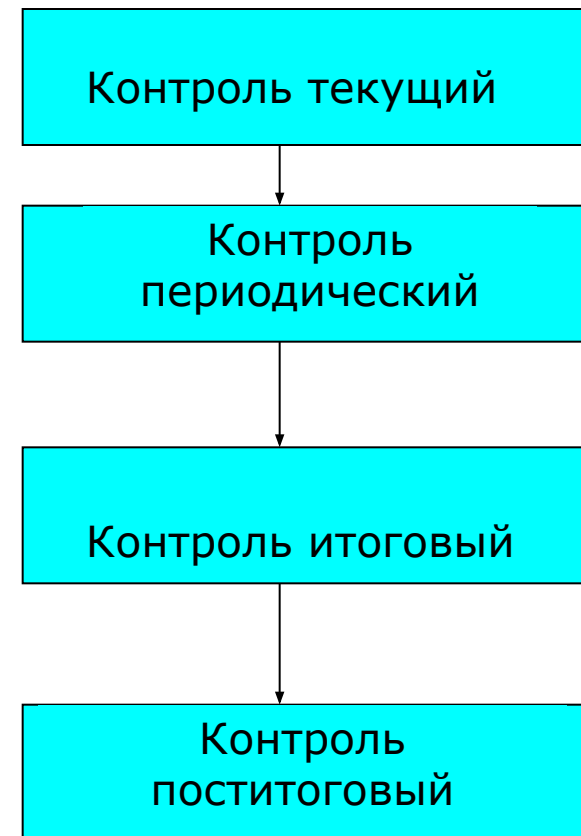 Контроль текущий
Контроль
периодический
Контроль итоговый
Контроль
поститоговый